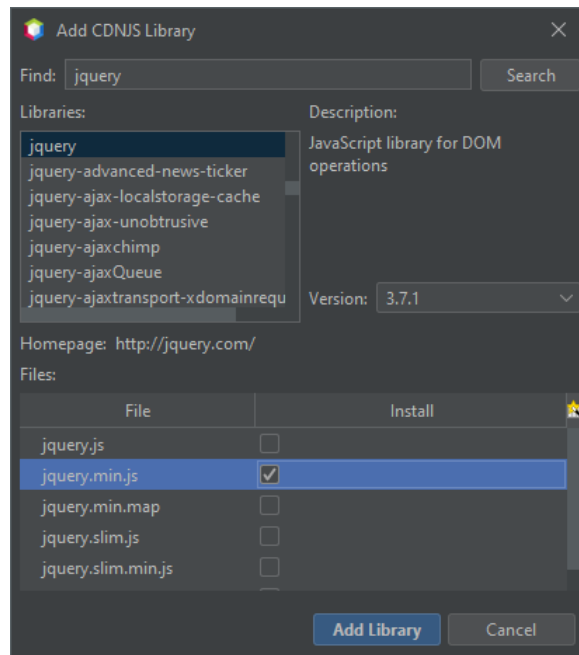 Add CDNJS Library
Find: jquery Search
Libraries:
jquery
jquery-advanced-news-ticker
jquery-ajax-localstorage-cache
jquery-ajax-unobtrusive
jquery-ajaxchimp
jquery-ajaxQueue
jquery-ajaxtransport-xdomainrequ
Description:
JavaScript library for DOM
operations
Version: 3.7.1
Homepage: http://jquery.com/
Files:
File Install
jquery.js
jquery.min.js
jquery.min.map
jquery.slim.js
jquery.slim.min.js
Add Library Cancel